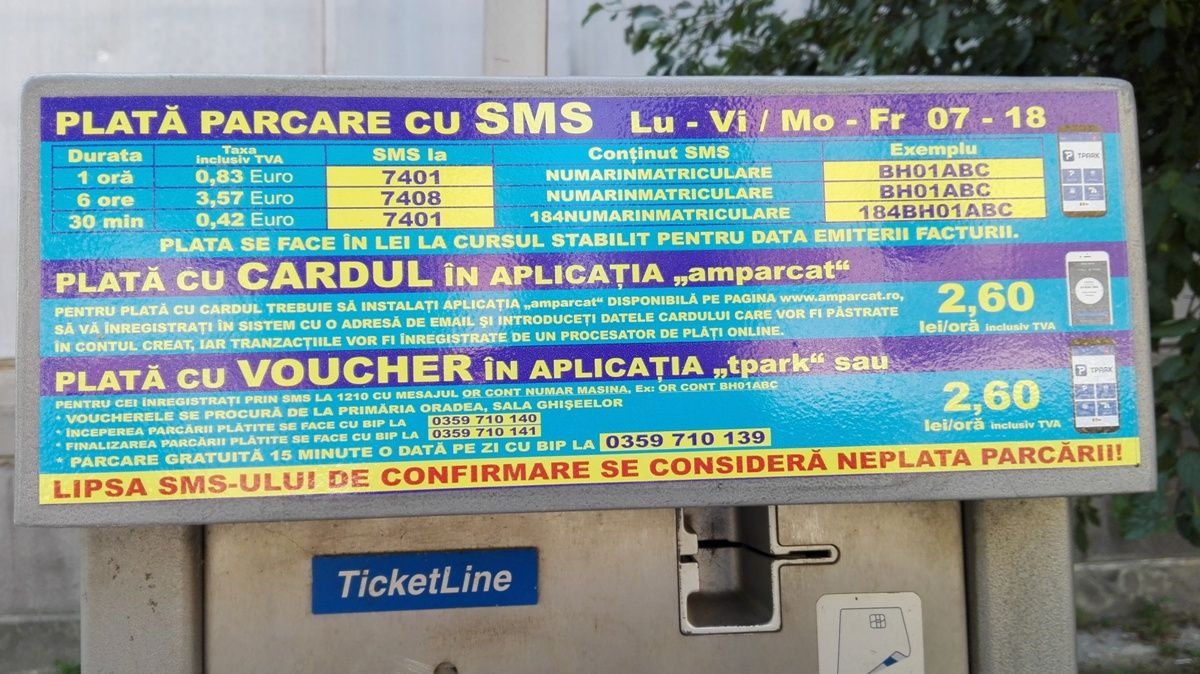 PLATĂ PARCARE CU SMS Lu - Vi / Mo - Fr 07 - 18
Durata Taxa inclusiv TVA SMS la Conținut SMS Exemplu
1 oră 0,83 Euro 7401 NUMARINMATRICULARE BH01ABC
6 ore 3,57 Euro 7408 NUMARINMATRICULARE BH01ABC
30 min 0,42 Euro 7401 184NUMARINMATRICULARE 184BH01ABC
PLATA SE FACE ÎN LEI LA CURSUL STABILIT PENTRU DATA EMITERII FACTURII.
TPARK
PLATĂ CU CARDUL ÎN APLICAȚIA „amparcat“
PENTRU PLATĂ CU CARDUL TREBUIE SĂ INSTALAȚI APLICAȚIA „amparcat“ DISPONIBILĂ PE PAGINA www.amparcat.ro,
SĂ VĂ ÎNREGISTRAȚI ÎN SISTEM CU O ADRESĂ DE EMAIL ȘI INTRODUCEȚI DATELE CARDULUI CARE VOR FI PĂSTRATE
ÎN CONTUL CREAT, IAR TRANZACȚIILE VOR FI ÎNREGISTRATE DE UN PROCESATOR DE PLĂȚI ONLINE.
2,60
lei/oră inclusiv TVA
PLATĂ CU VOUCHER ÎN APLICAȚIA „tpark“ sau
PENTRU CEI ÎNREGISTRAȚI PRIN SMS LA 1210 CU MESAJUL OR CONT NUMAR MASINA, Ex: OR CONT BH01ABC
* VOUCHERELE SE PROCURĂ DE LA PRIMĂRIA ORADEA, SALA GHIȘEELOR
* ÎNCEPEREA PARCĂRII PLĂTITE SE FACE CU BIP LA 0359 710 140
* FINALIZAREA PARCĂRII PLĂTITE SE FACE CU BIP LA 0359 710 141
* PARCARE GRATUITĂ 15 MINUTE O DATĂ PE ZI CU BIP LA 0359 710 139
2,60
lei/oră inclusiv TVA
TPARK
LIPSA SMS-ULUI DE CONFIRMARE SE CONSIDERĂ NEPLATA PARCĂRII!
TicketLine